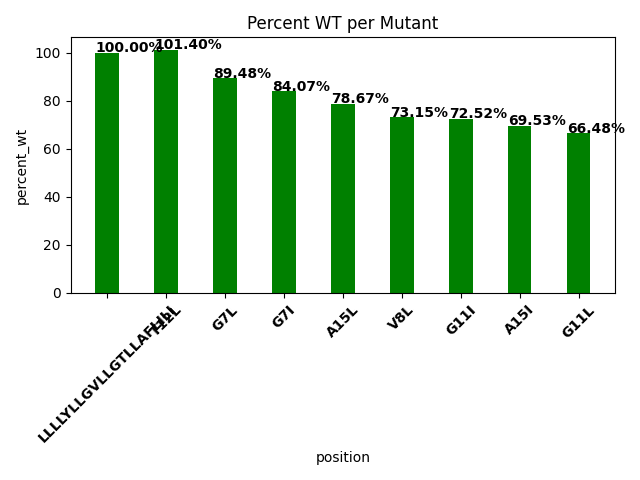 Percent WT per Mutant
percent_wt
100
80
60
40
20
0
100.00%
101.40%
89.48%
84.07%
78.67%
73.15%
72.52%
69.53%
66.48%
G7L
G7I
A15L
V8L
G11I
A15I
G11L
position